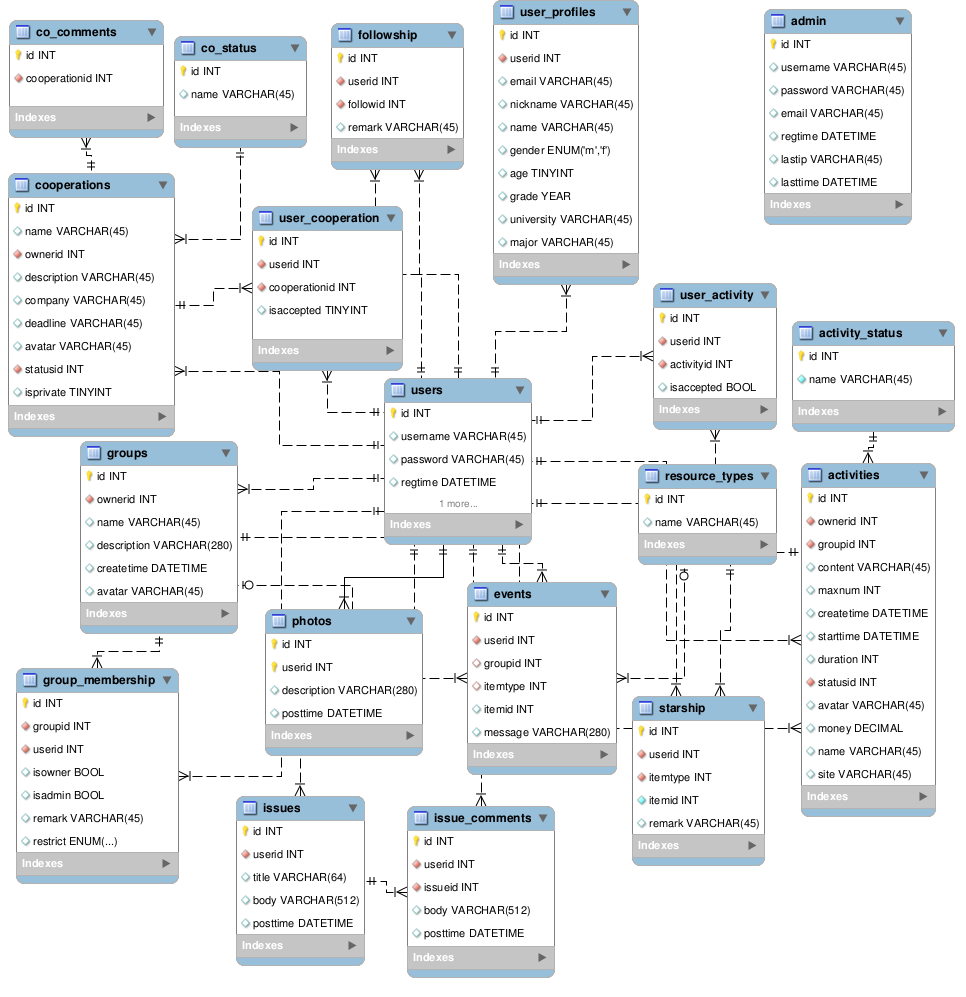 co_comments
id INT
cooperationid INT
Indexes
co_status
id INT
name VARCHAR(45)
Indexes
followship
id INT
userid INT
followid INT
remark VARCHAR(45)
Indexes
user_profiles
id INT
userid INT
email VARCHAR(45)
nickname VARCHAR(45)
name VARCHAR(45)
gender ENUM('m','f')
age TINYINT
grade YEAR
university VARCHAR(45)
major VARCHAR(45)
Indexes
admin
id INT
username VARCHAR(45)
password VARCHAR(45)
email VARCHAR(45)
regtime DATETIME
lastip VARCHAR(45)
lasttime DATETIME
Indexes
cooperations
id INT
name VARCHAR(45)
ownerid INT
description VARCHAR(45)
company VARCHAR(45)
deadline VARCHAR(45)
avatar VARCHAR(45)
statusid INT
isprivate TINYINT
Indexes
user_cooperation
id INT
userid INT
cooperationid INT
isaccepted TINYINT
Indexes
user_activity
id INT
userid INT
activityid INT
isaccepted BOOL
Indexes
activity_status
id INT
name VARCHAR(45)
Indexes
users
id INT
username VARCHAR(45)
password VARCHAR(45)
regtime DATETIME
1 more...
Indexes
groups
id INT
ownerid INT
name VARCHAR(45)
description VARCHAR(280)
createtime DATETIME
avatar VARCHAR(45)
Indexes
resource_types
id INT
name VARCHAR(45)
Indexes
activities
id INT
ownerid INT
groupid INT
content VARCHAR(45)
maxnum INT
createtime DATETIME
starttime DATETIME
duration INT
statusid INT
avatar VARCHAR(45)
money DECIMAL
name VARCHAR(45)
site VARCHAR(45)
Indexes
photos
id INT
userid INT
description VARCHAR(280)
posttime DATETIME
Indexes
events
id INT
userid INT
groupid INT
itemtype INT
itemid INT
message VARCHAR(280)
Indexes
group_membership
id INT
groupid INT
userid INT
isowner BOOL
isadmin BOOL
remark VARCHAR(45)
restrict ENUM(...)
Indexes
starship
id INT
userid INT
itemtype INT
itemid INT
remark VARCHAR(45)
Indexes
issues
id INT
userid INT
title VARCHAR(64)
body VARCHAR(512)
posttime DATETIME
Indexes
issue_comments
id INT
userid INT
issueid INT
body VARCHAR(512)
posttime DATETIME
Indexes